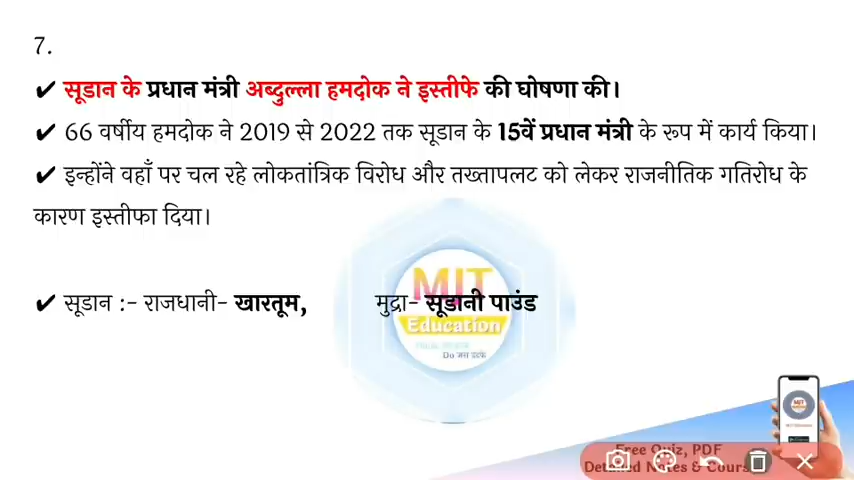 7.
✔ सूडान के प्रधान मंत्री अब्दुल्ला हमदोक ने इस्तीफे की घोषणा की।
✔ 66 वर्षीय हमदोक ने 2019 से 2022 तक सूडान के 15वें प्रधान मंत्री के रूप में कार्य किया।
✔ इन्होंने वहाँ पर चल रहे लोकतांत्रिक विरोध और तख्तापलट को लेकर राजनीतिक गतिरोध के
कारण इस्तीफा दिया।
MIT
✔ सूडान :- राजधानी- खारतूम, मुद्रा- सूडानी पाउंड
Education
Free Quiz, PDF